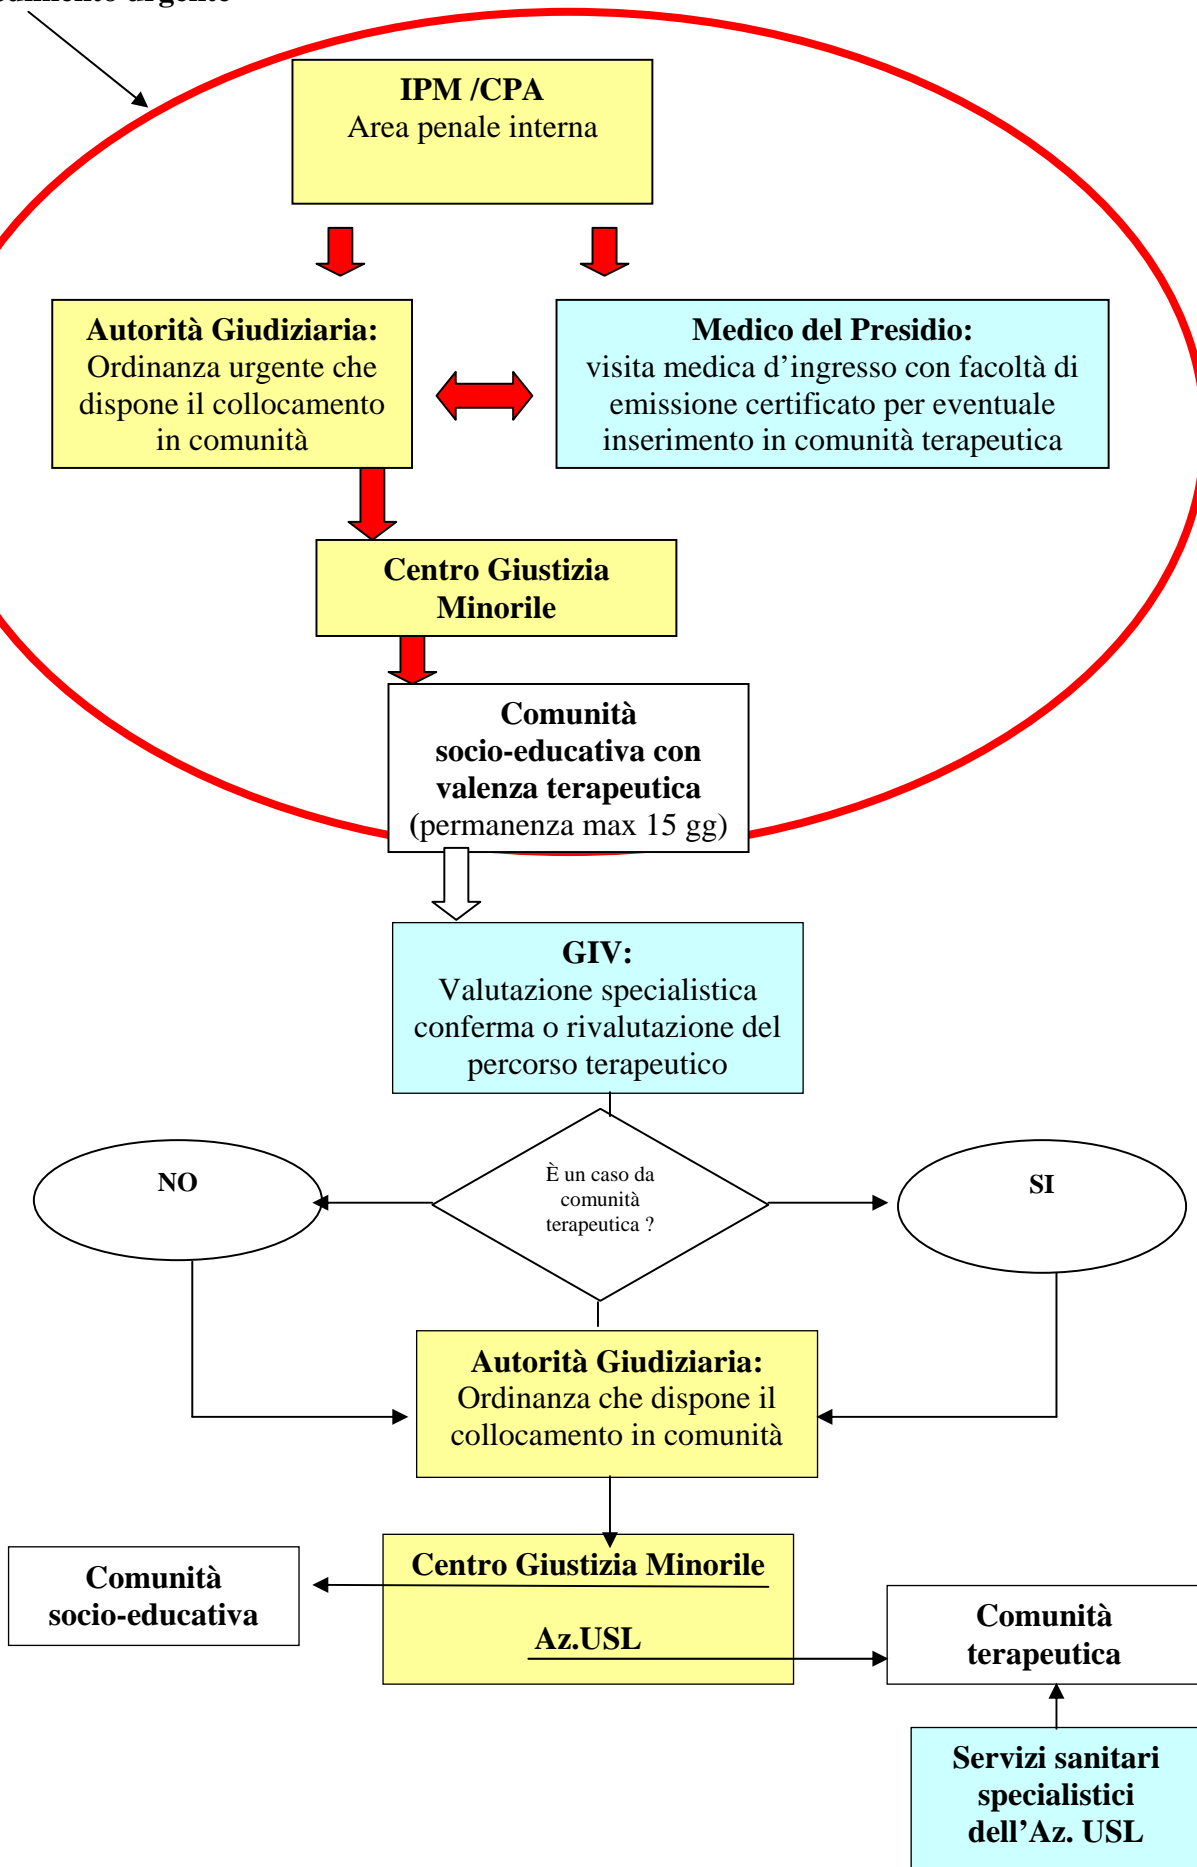 urgente
IPM /CPA
Area penale interna
Autorità Giudiziaria:
Ordinanza urgente che
dispone il collocamento
in comunità
Medico del Presidio:
visita medica d’ingresso con facoltà di
emissione certificato per eventuale
inserimento in comunità terapeutica
Centro Giustizia
Minorile
Comunità
socio-educativa con
valenza terapeutica
(permanenza max 15 gg)
GIV:
Valutazione specialistica
conferma o rivalutazione del
percorso terapeutico
NO
È un caso da
comunità
terapeutica ?
SI
Autorità Giudiziaria:
Ordinanza che dispone il
collocamento in comunità
Comunità
socio-educativa
Centro Giustizia Minorile
Az.USL
Comunità
terapeutica
Servizi sanitari
specialistici
dell’Az. USL